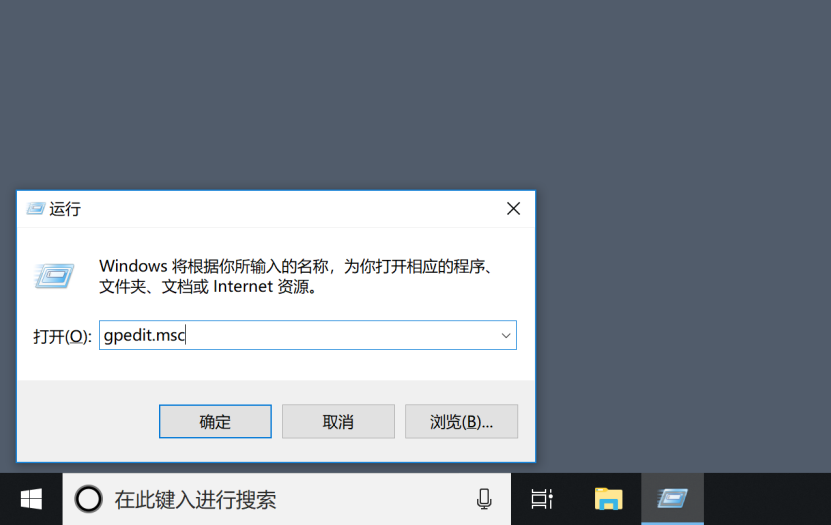 运行
Windows 将根据你所输入的名称，为你打开相应的程序、
文件夹、文档或 Internet 资源。
打开(O): gpedit.msc
确定 取消 浏览(B)...
在此键入进行搜索